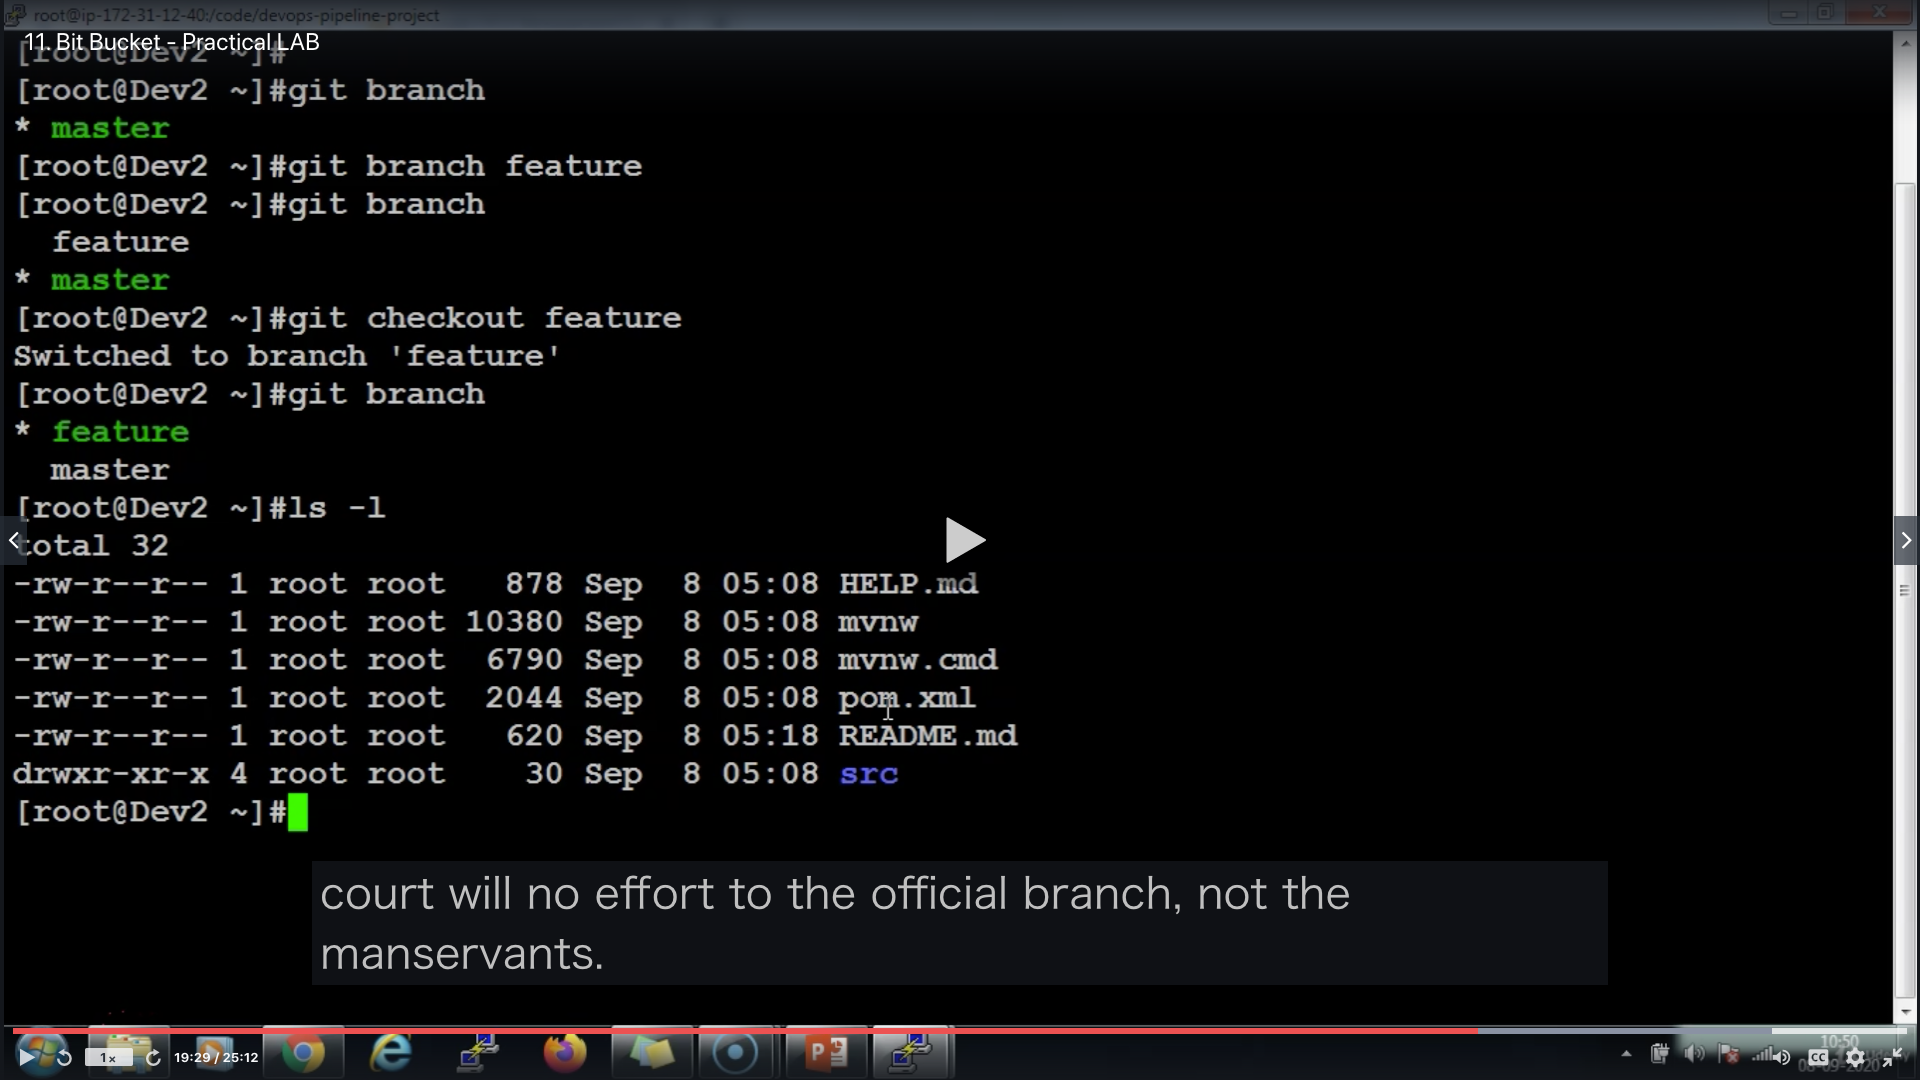 root@ip-172-31-12-40:/code/devops-pipeline-project
11. Bit Bucket - Practical LAB
[root@Dev2 ~]#
[root@Dev2 ~]#git branch
* master
[root@Dev2 ~]#git branch feature
[root@Dev2 ~]#git branch
  feature
* master
[root@Dev2 ~]#git checkout feature
Switched to branch 'feature'
[root@Dev2 ~]#git branch
* feature
  master
[root@Dev2 ~]#ls -l
total 32
-rw-r--r-- 1 root root   878 Sep  8 05:08 HELP.md
-rw-r--r-- 1 root root 10380 Sep  8 05:08 mvnw
-rw-r--r-- 1 root root  6790 Sep  8 05:08 mvnw.cmd
-rw-r--r-- 1 root root  2044 Sep  8 05:08 pom.xml
-rw-r--r-- 1 root root   620 Sep  8 05:18 README.md
drwxr-xr-x 4 root root    30 Sep  8 05:08 src
[root@Dev2 ~]#
court will no effort to the official branch, not the
manservants.
1x
19:29 / 25:12
10:50
CC